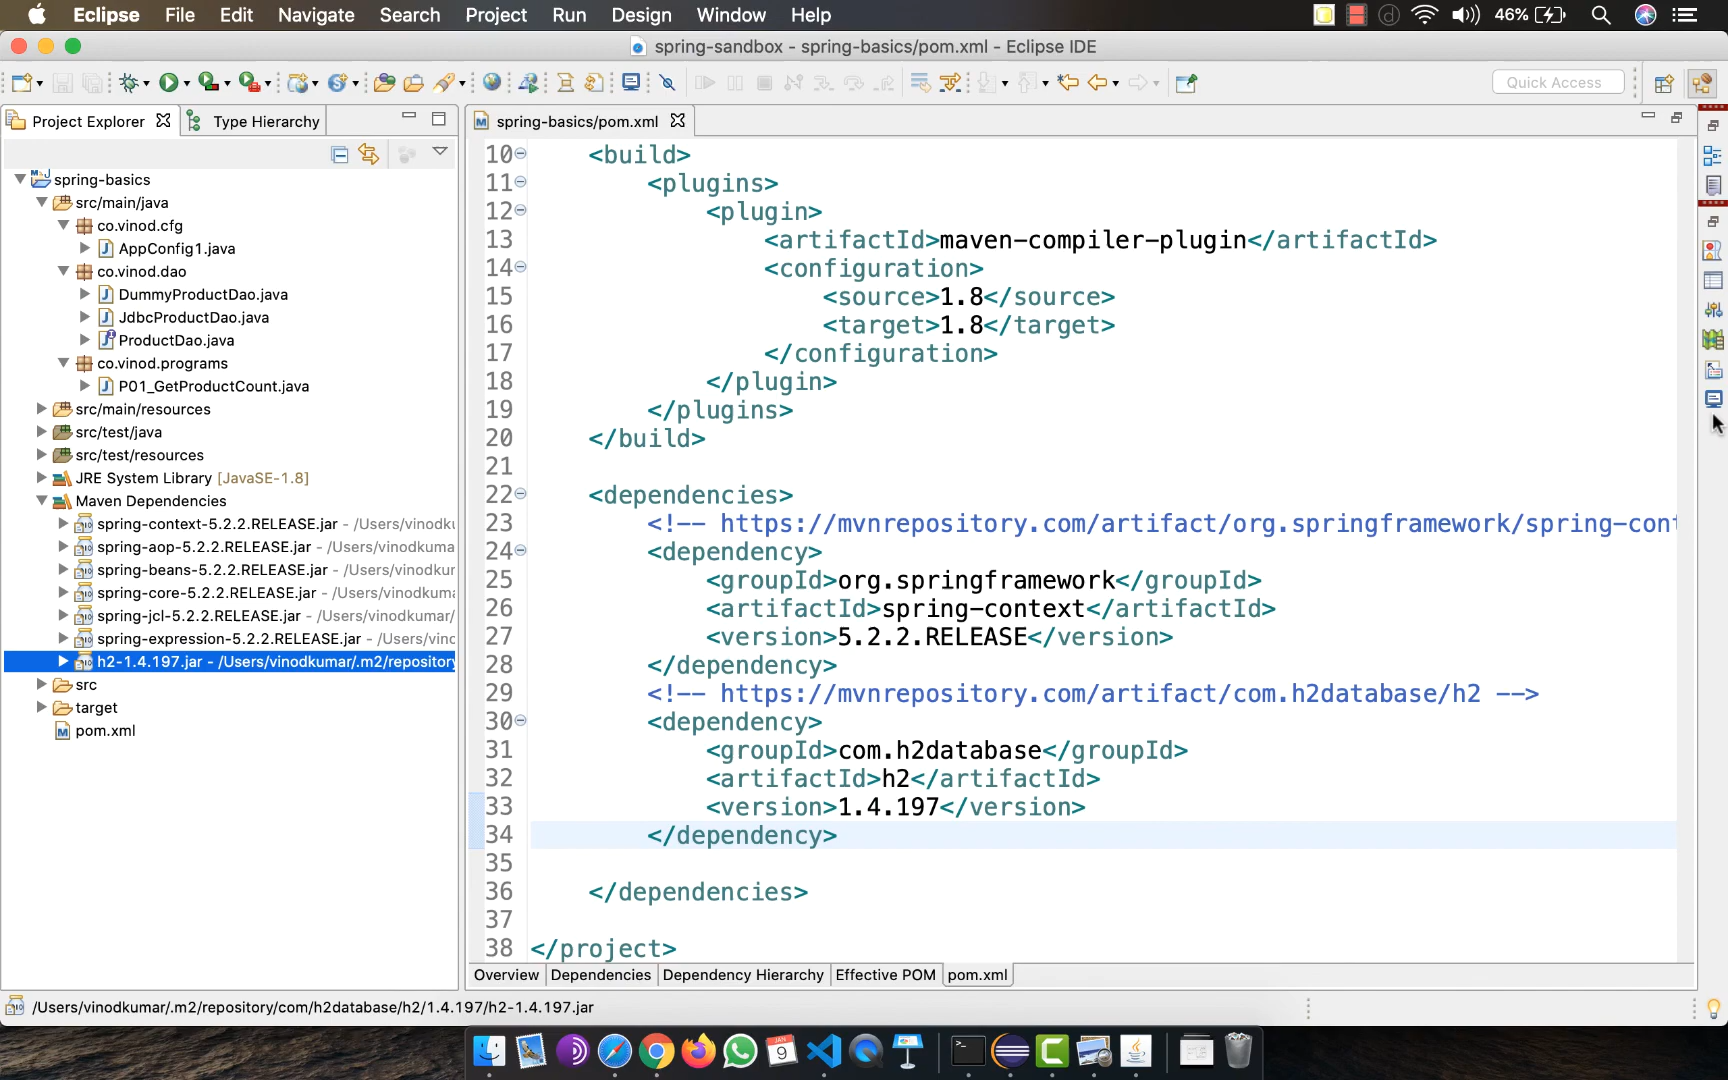 Eclipse File Edit Navigate Search Project Run Design Window Help 46%
spring-sandbox - spring-basics/pom.xml - Eclipse IDE
Quick Access
Project Explorer Type Hierarchy
spring-basics/pom.xml
spring-basics
src/main/java
co.vinod.cfg
AppConfig1.java
co.vinod.dao
DummyProductDao.java
JdbcProductDao.java
ProductDao.java
co.vinod.programs
P01_GetProductCount.java
src/main/resources
src/test/java
src/test/resources
JRE System Library [JavaSE-1.8]
Maven Dependencies
spring-context-5.2.2.RELEASE.jar - /Users/vinodku
spring-aop-5.2.2.RELEASE.jar - /Users/vinodkuma
spring-beans-5.2.2.RELEASE.jar - /Users/vinodkur
spring-core-5.2.2.RELEASE.jar - /Users/vinodkuma
spring-jcl-5.2.2.RELEASE.jar - /Users/vinodkumar/
spring-expression-5.2.2.RELEASE.jar - /Users/vino
h2-1.4.197.jar - /Users/vinodkumar/.m2/repository
src
target
pom.xml
10 <build>
11 <plugins>
12 <plugin>
13 <artifactId>maven-compiler-plugin</artifactId>
14 <configuration>
15 <source>1.8</source>
16 <target>1.8</target>
17 </configuration>
18 </plugin>
19 </plugins>
20 </build>
21
22 <dependencies>
23 <!-- https://mvnrepository.com/artifact/org.springframework/spring-cont
24 <dependency>
25 <groupId>org.springframework</groupId>
26 <artifactId>spring-context</artifactId>
27 <version>5.2.2.RELEASE</version>
28 </dependency>
29 <!-- https://mvnrepository.com/artifact/com.h2database/h2 -->
30 <dependency>
31 <groupId>com.h2database</groupId>
32 <artifactId>h2</artifactId>
33 <version>1.4.197</version>
34 </dependency>
35
36 </dependencies>
37
38 </project>
Overview Dependencies Dependency Hierarchy Effective POM pom.xml
/Users/vinodkumar/.m2/repository/com/h2database/h2/1.4.197/h2-1.4.197.jar
JAN
9